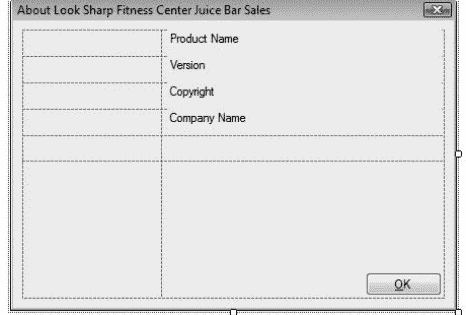 About Look Sharp Fitness Center Juice Bar Sales
Product Name
Version
Copyright
Company Name
OK